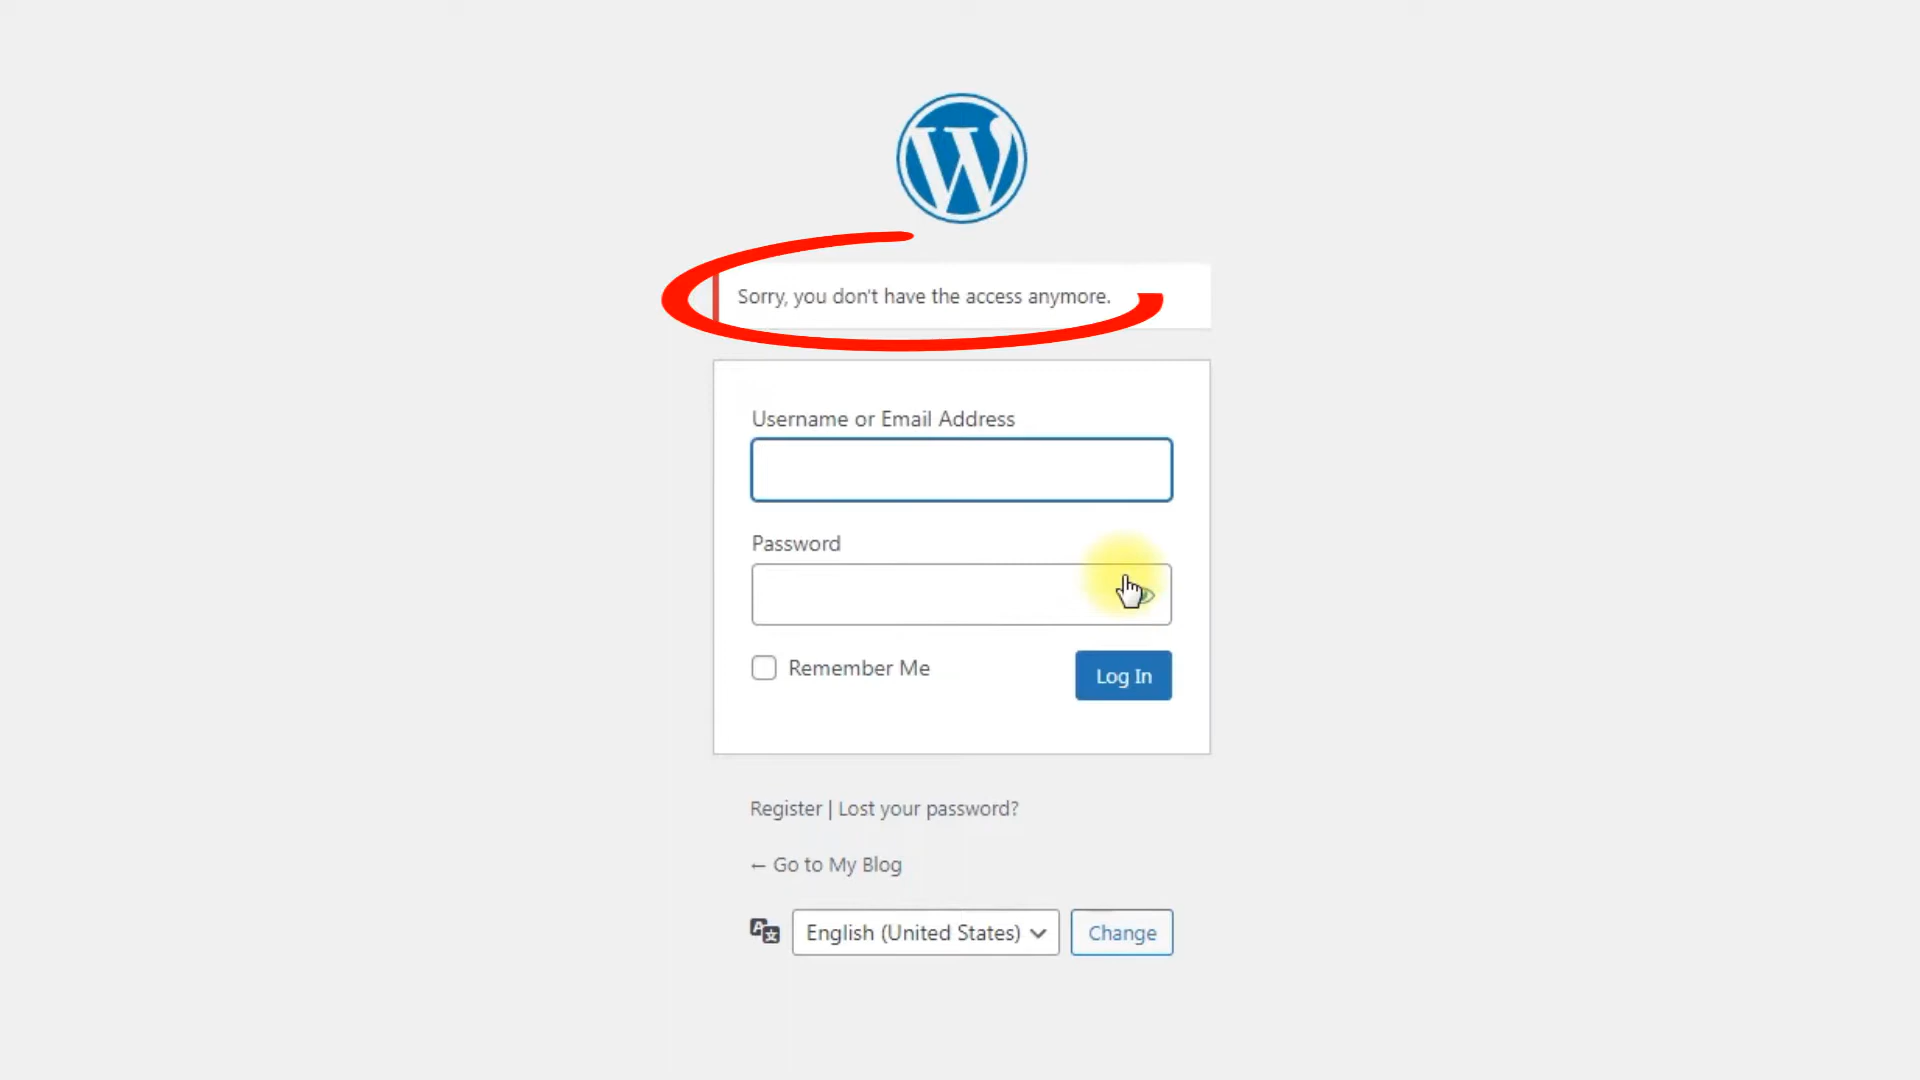 Sorry, you don't have the access anymore.
Username or Email Address
Password
Remember Me
Log In
Register | Lost your password?
← Go to My Blog
English (United States)
Change